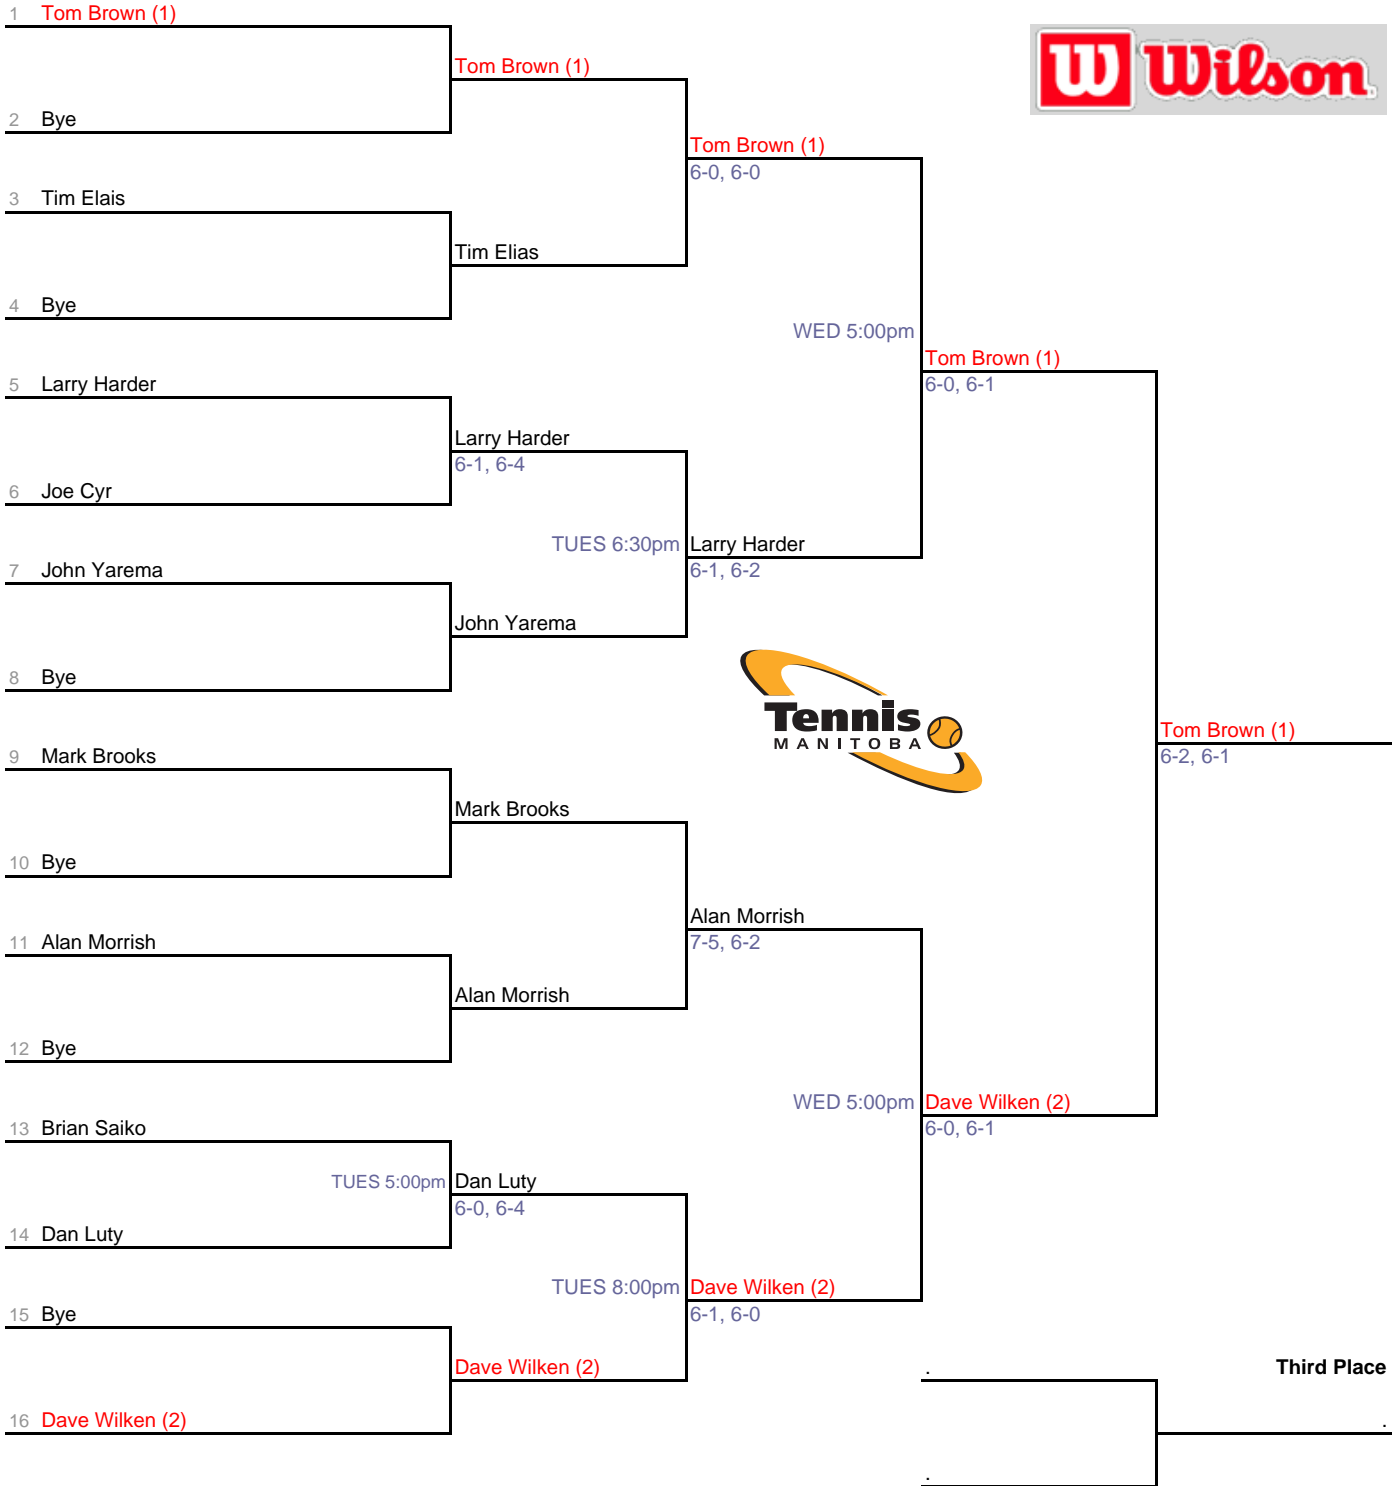 1 Tom Brown (1)
Wilson
Tom Brown (1)
2 Bye
Tom Brown (1)
6-0, 6-0
3 Tim Elais
Tim Elias
4 Bye
WED 5:00pm
Tom Brown (1)
6-0, 6-1
5 Larry Harder
Larry Harder
6-1, 6-4
6 Joe Cyr
TUES 6:30pm Larry Harder
6-1, 6-2
7 John Yarema
John Yarema
8 Bye
Tennis
MANITOBA
Tom Brown (1)
6-2, 6-1
9 Mark Brooks
Mark Brooks
10 Bye
Alan Morrish
7-5, 6-2
11 Alan Morrish
Alan Morrish
12 Bye
WED 5:00pm Dave Wilken (2)
6-0, 6-1
13 Brian Saiko
TUES 5:00pm Dan Luty
6-0, 6-4
14 Dan Luty
TUES 8:00pm Dave Wilken (2)
6-1, 6-0
15 Bye
Dave Wilken (2)
. Third Place
16 Dave Wilken (2)
.
.